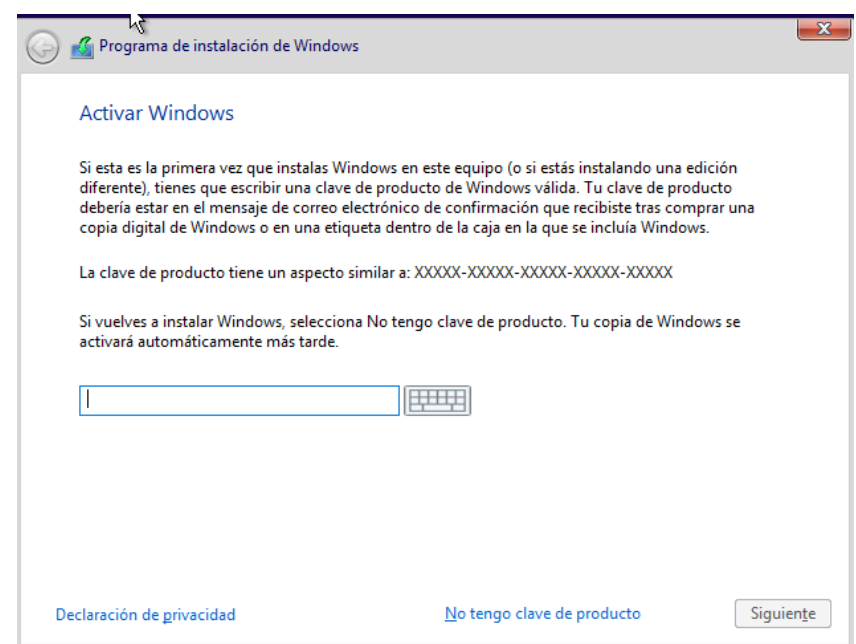 Programa de instalación de Windows
Activar Windows
Si esta es la primera vez que instalas Windows en este equipo (o si estás instalando una edición
diferente), tienes que escribir una clave de producto de Windows válida. Tu clave de producto
debería estar en el mensaje de correo electrónico de confirmación que recibiste tras comprar una
copia digital de Windows o en una etiqueta dentro de la caja en la que se incluía Windows.
La clave de producto tiene un aspecto similar a: XXXXX-XXXXX-XXXXX-XXXXX-XXXXX
Si vuelves a instalar Windows, selecciona No tengo clave de producto. Tu copia de Windows se
activará automáticamente más tarde.
Declaración de privacidad
No tengo clave de producto
Siguiente